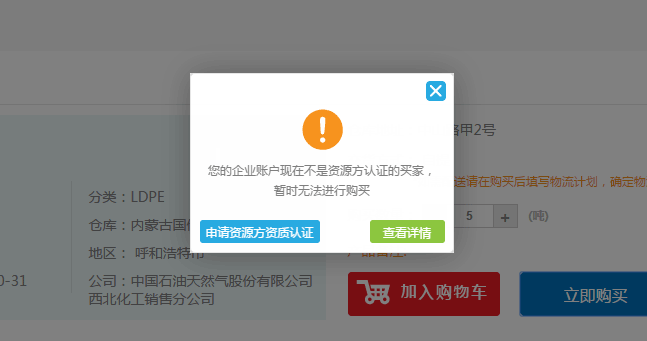 路甲2号
您的企业账户现在不是资源方认证的买家，
暂时无法进行购买
送请在购买后填写物流计划，确定物
分类：LDPE
5
+
(吨)
仓库：内蒙古国
申请资源方资质认证
查看详情
地区： 呼和浩特市
0-31
公司：中国石油天然气股份有限公司
西北化工销售分公司
加入购物车
立即购买